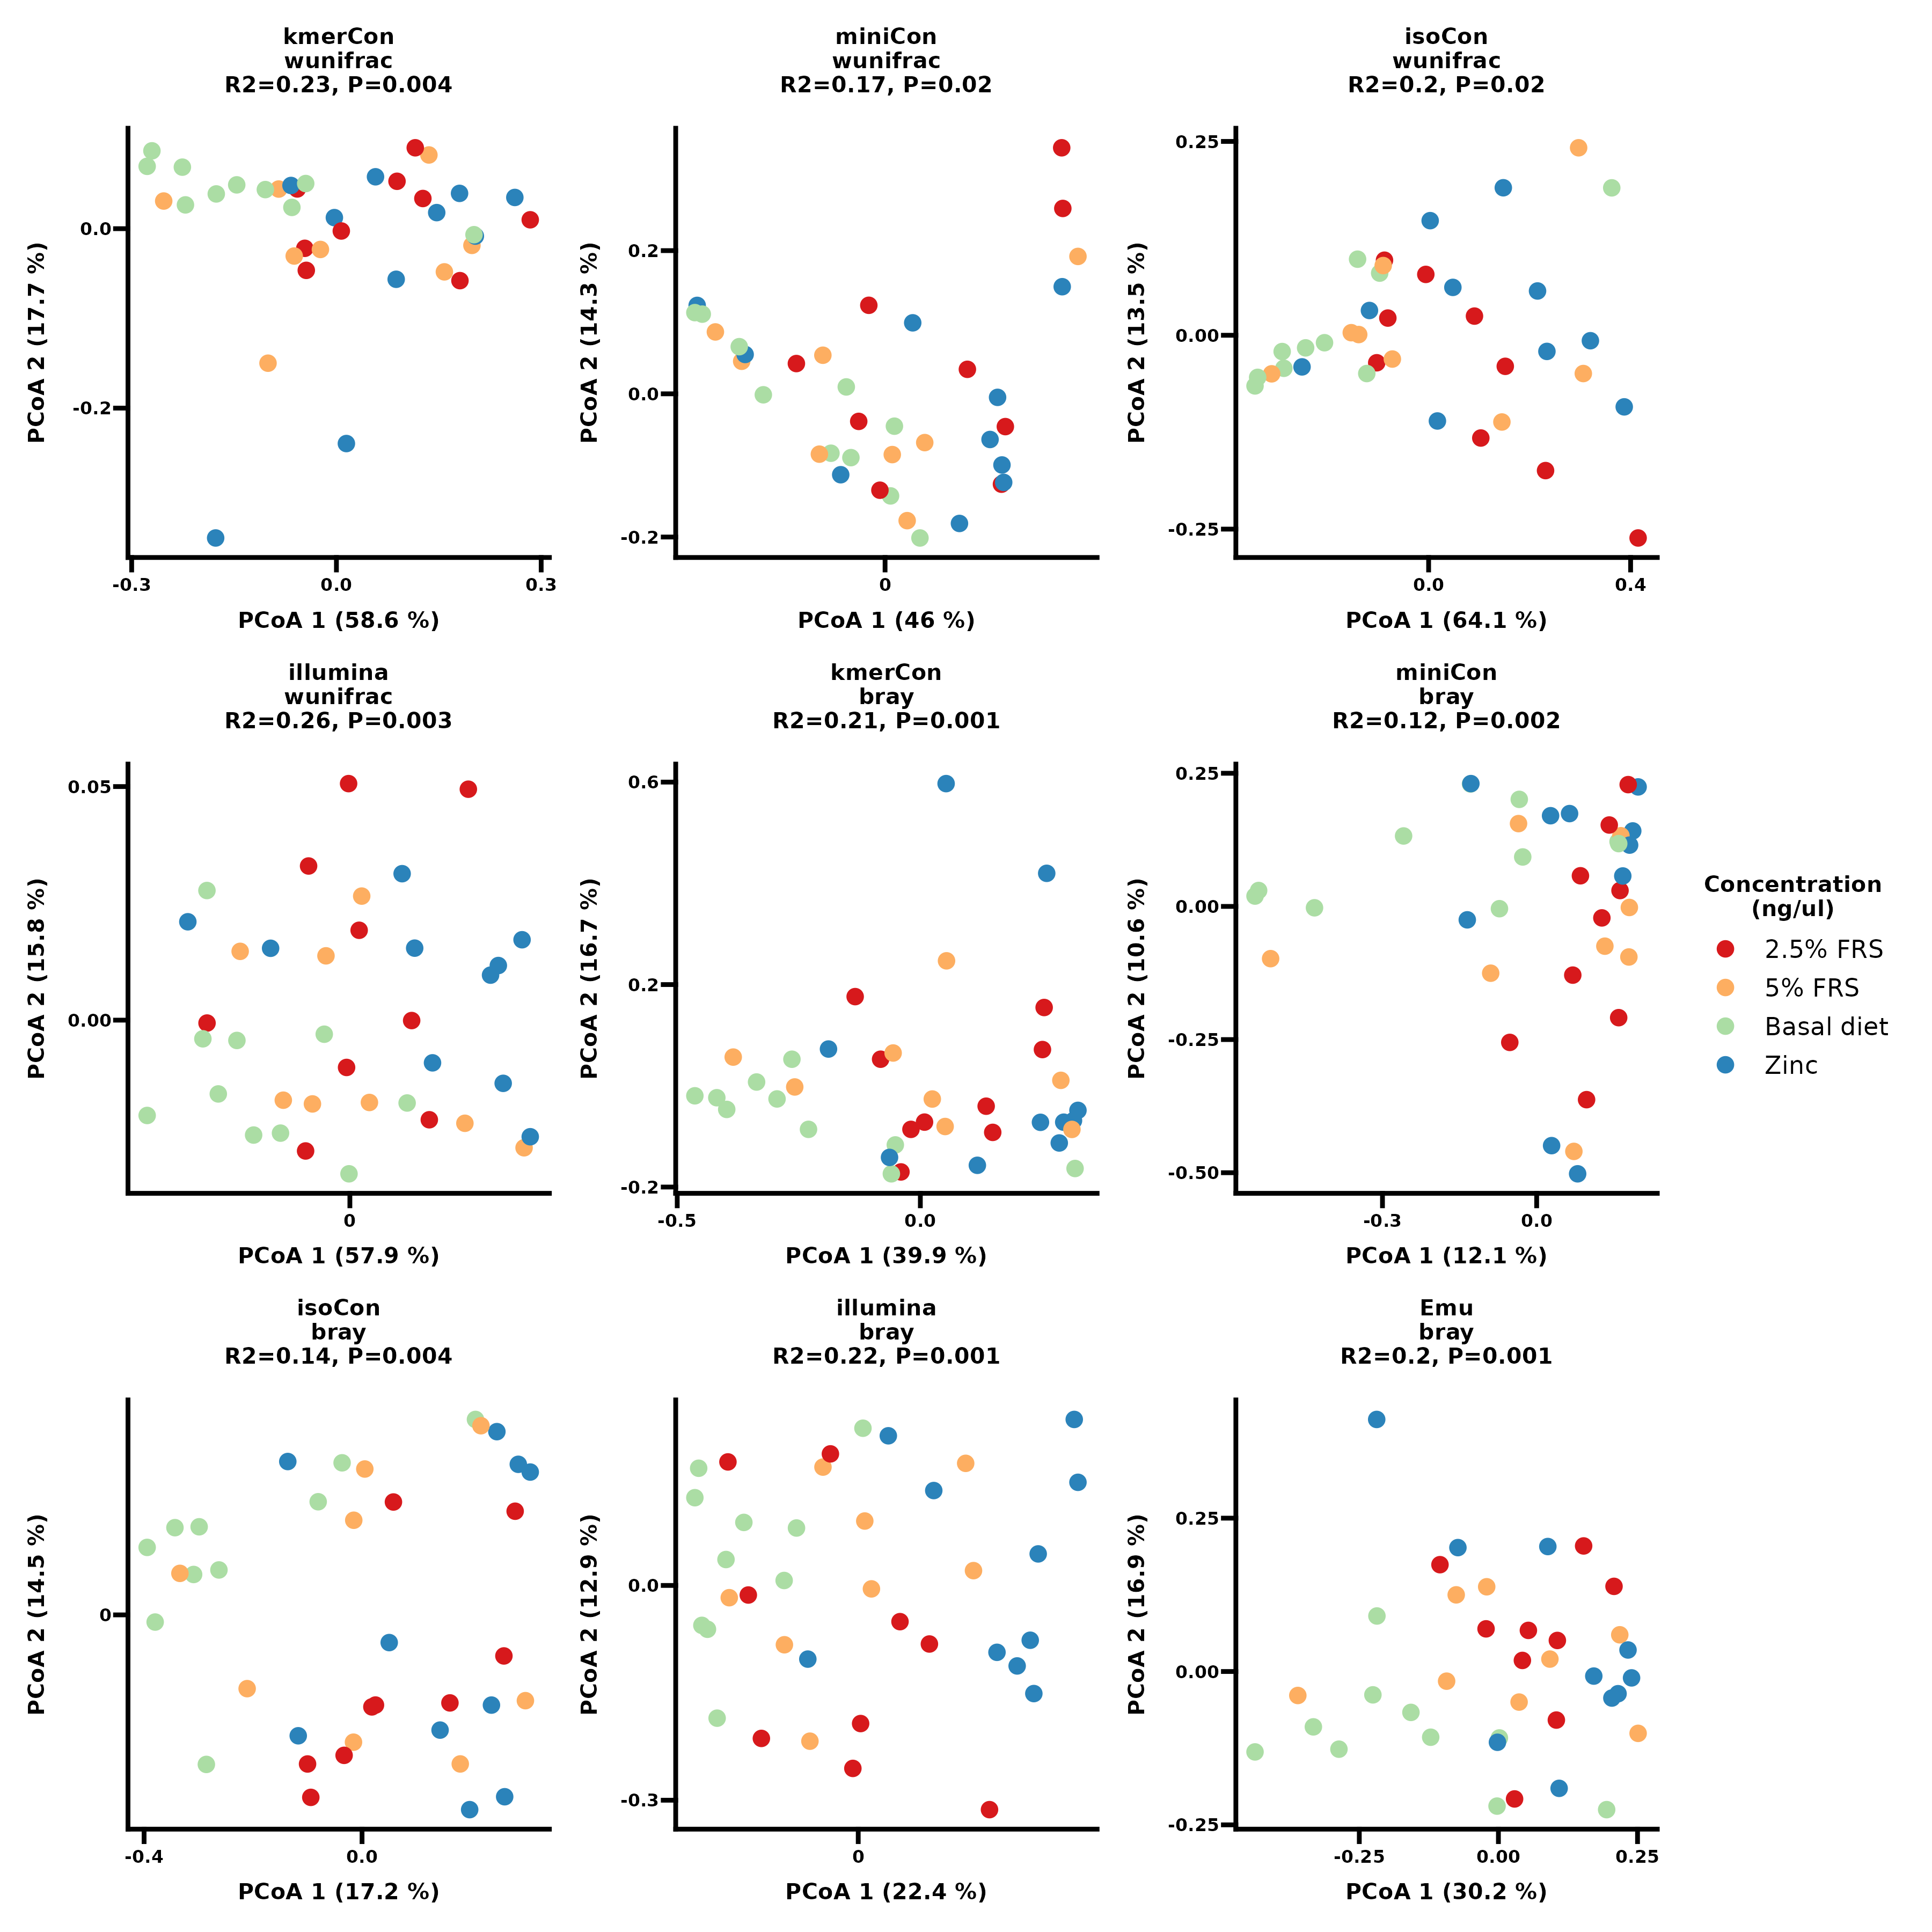 kmerCon
wunifrac
R2=0.23, P=0.004
PCoA 2 (17.7 %)
0.0
-0.2
-0.3 0.0 0.3
PCoA 1 (58.6 %)
miniCon
wunifrac
R2=0.17, P=0.02
PCoA 2 (14.3 %)
0.2
0.0
-0.2
0
PCoA 1 (46 %)
isoCon
wunifrac
R2=0.2, P=0.02
PCoA 2 (13.5 %)
0.25
0.00
-0.25
0.0 0.4
PCoA 1 (64.1 %)
illumina
wunifrac
R2=0.26, P=0.003
PCoA 2 (15.8 %)
0.05
0.00
0
PCoA 1 (57.9 %)
kmerCon
bray
R2=0.21, P=0.001
PCoA 2 (16.7 %)
0.6
0.2
-0.2
-0.5 0.0
PCoA 1 (39.9 %)
miniCon
bray
R2=0.12, P=0.002
PCoA 2 (10.6 %)
0.25
0.00
-0.25
-0.50
-0.3 0.0
PCoA 1 (12.1 %)
Concentration
(ng/ul)
2.5% FRS
5% FRS
Basal diet
Zinc
isoCon
bray
R2=0.14, P=0.004
PCoA 2 (14.5 %)
0
-0.4 0.0
PCoA 1 (17.2 %)
illumina
bray
R2=0.22, P=0.001
PCoA 2 (12.9 %)
0.0
-0.3
0
PCoA 1 (22.4 %)
Emu
bray
R2=0.2, P=0.001
PCoA 2 (16.9 %)
0.25
0.00
-0.25
-0.25 0.00 0.25
PCoA 1 (30.2 %)